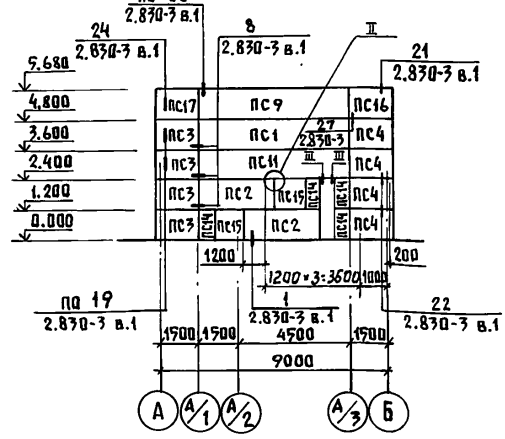 2.830-3 в.1
24
2.830-3 в.1
8
2.830-3 в.1
II
21
2.830-3 в.1
5.680
4.800
3.600
2.400
1.200
0.000
ПС17
ПС9
ПС16
ПС3
ПС1
27
2.830-3
ПС4
ПС3
ПС11
III
III
ПС4
ПС3
ПС2
ПС15
ПС14
ПС14
ПС4
ПС3
ПС14
ПС15
ПС2
ПС14
ПС4
1200
1200×3=3600
1000
200
ПО 19
2.830-3 в.1
1
2.830-3 в.1
22
2.830-3 в.1
1500
1500
4500
1500
9000
А
А/1
А/2
А/3
Б